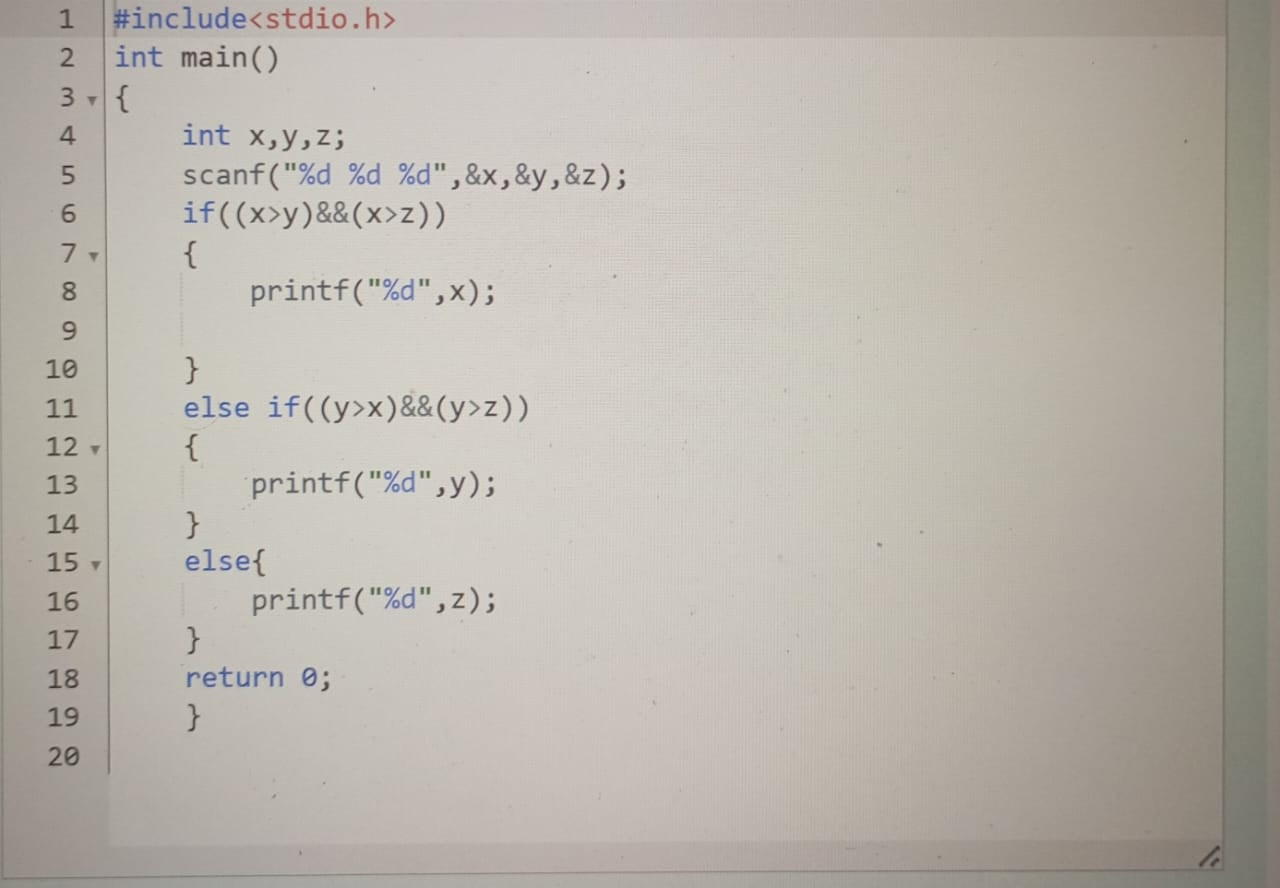 1 #include<stdio.h>
2 int main()
3 {
4 int x,y,z;
5 scanf("%d %d %d",&x,&y,&z);
6 if((x>y)&&(x>z))
7 {
8 printf("%d",x);
9
10 }
11 else if((y>x)&&(y>z))
12 {
13 printf("%d",y);
14 }
15 else{
16 printf("%d",z);
17 }
18 return 0;
19 }
20